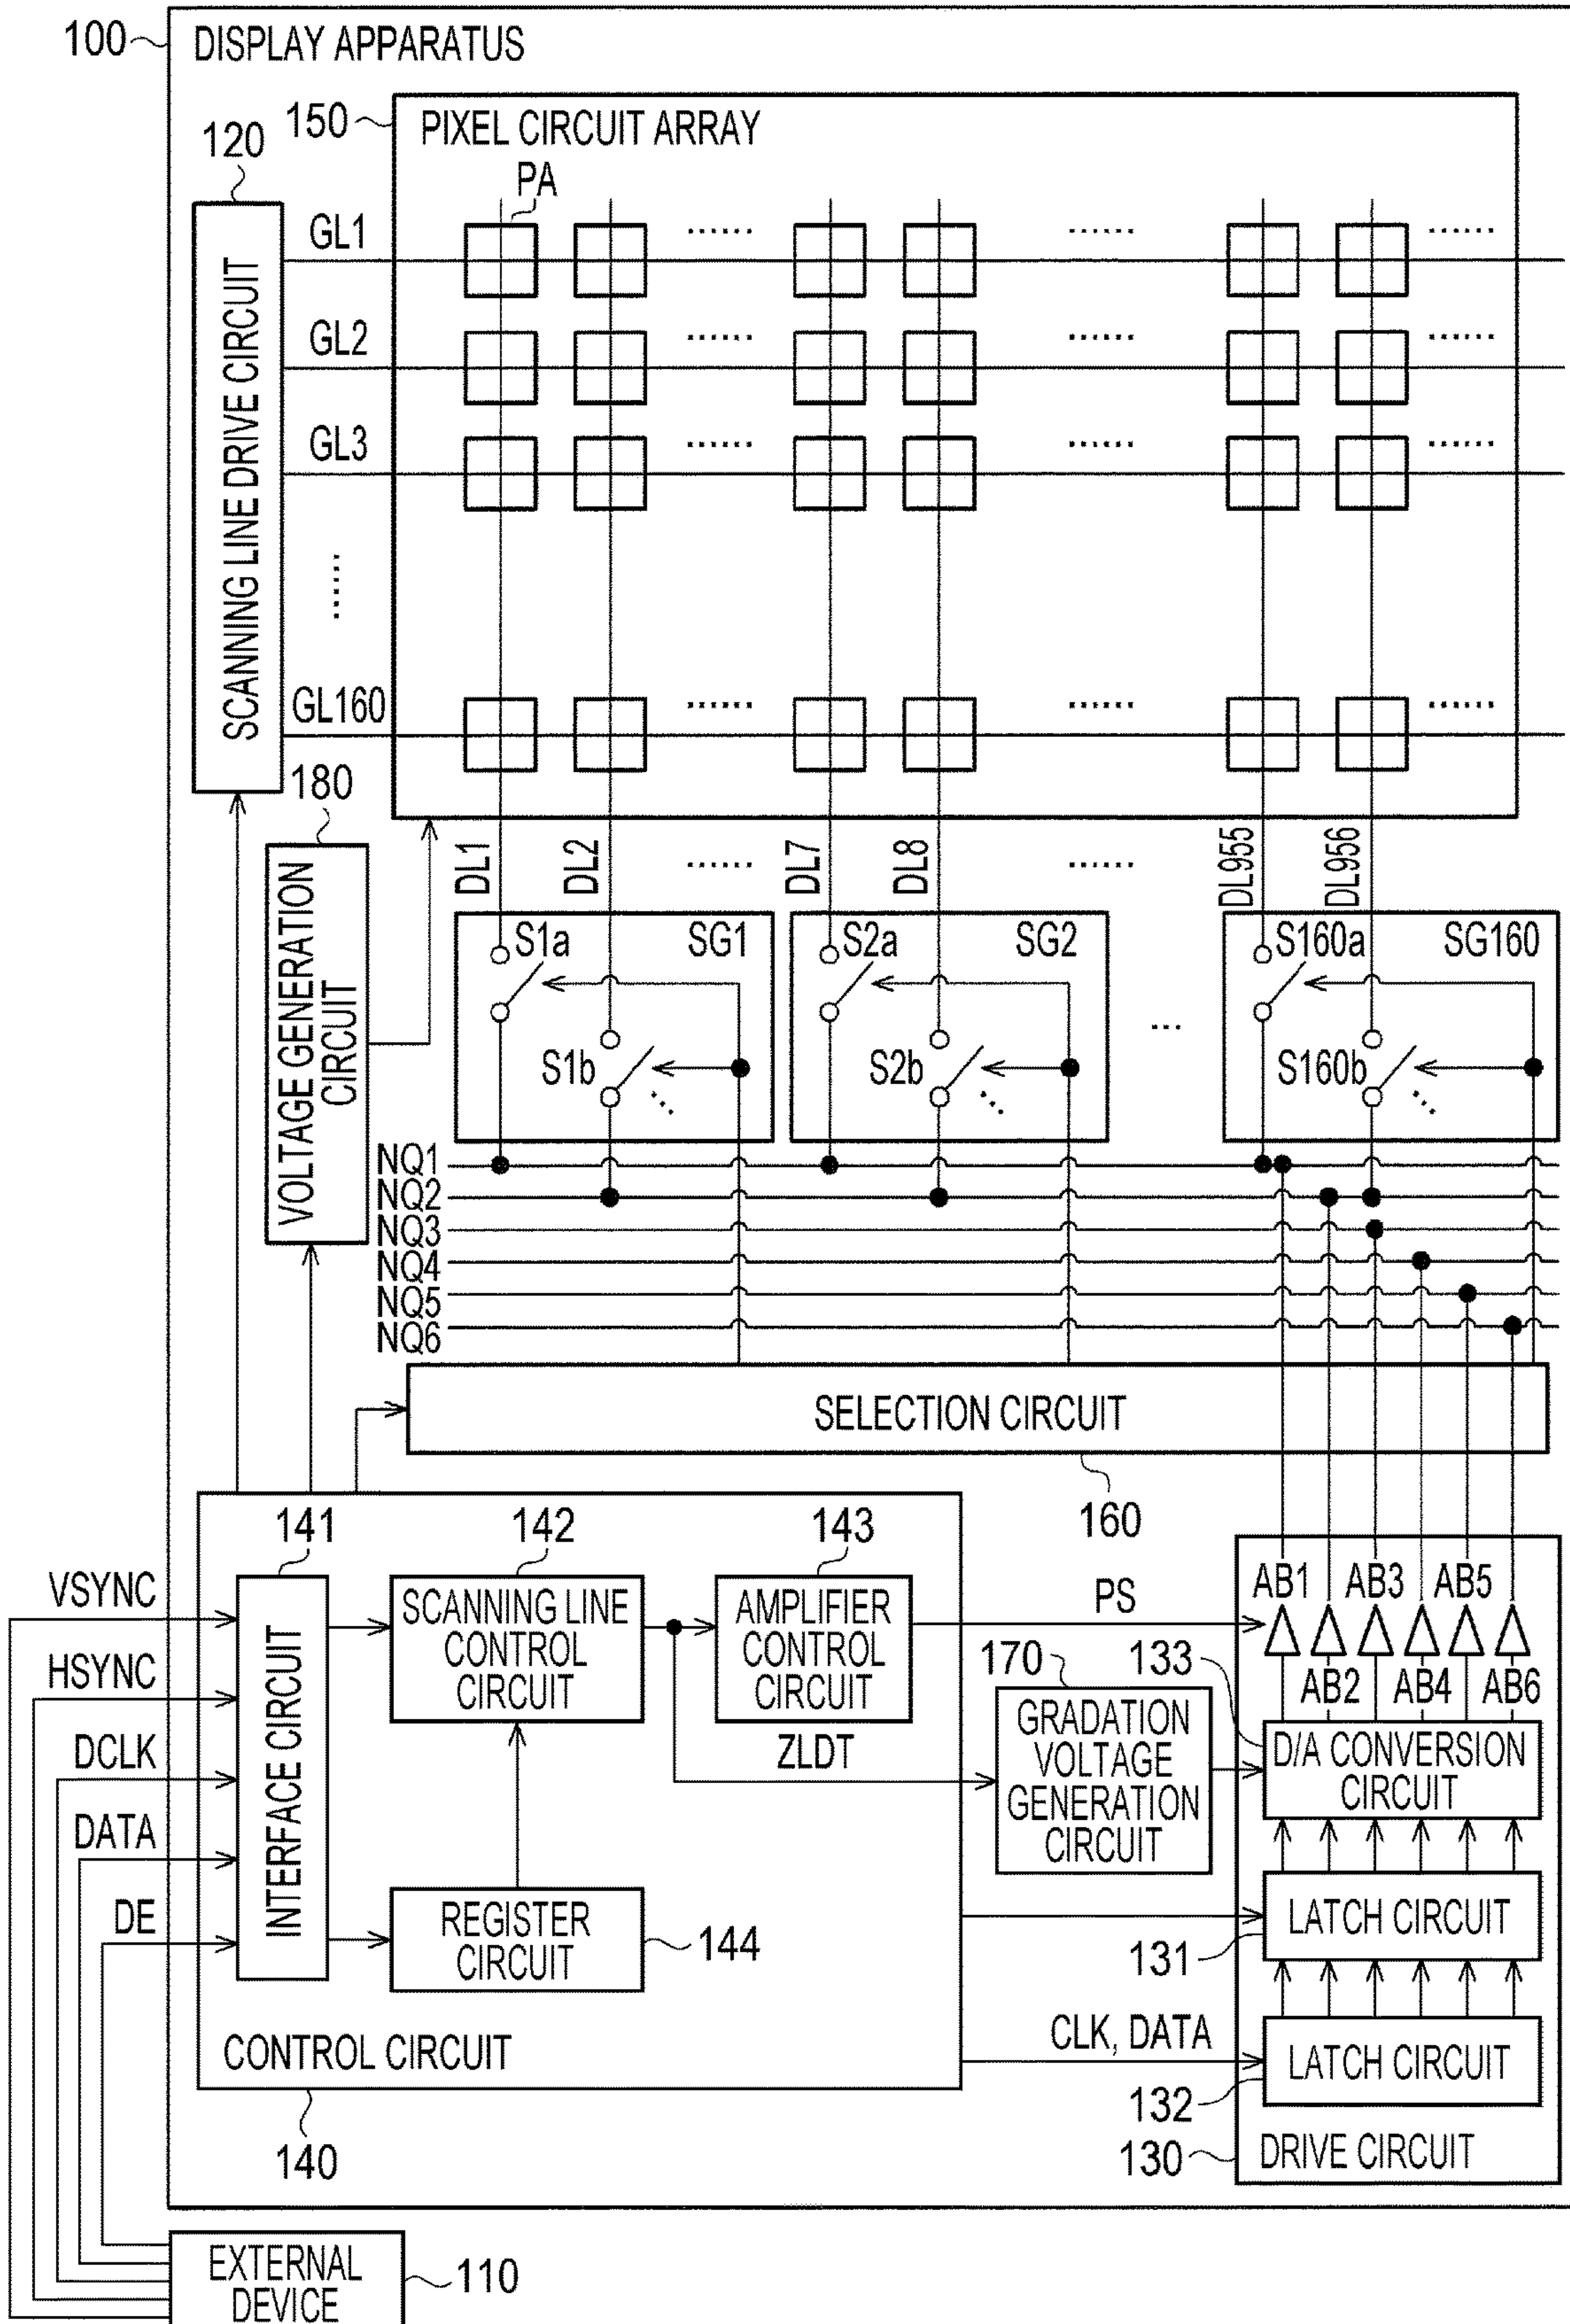 100
DISPLAY APPARATUS
150
PIXEL CIRCUIT ARRAY
120
PA
SCANNING LINE DRIVE CIRCUIT
GL1
......
......
......
GL2
......
......
......
GL3
......
......
......
......
GL160
......
......
......
180
VOLTAGE GENERATION
CIRCUIT
DL1
DL2
......
DL7
DL8
......
DL955
DL956
S1a
SG1
S2a
SG2
S160a
SG160
...
S1b
S2b
S160b
...
...
...
NQ1
NQ2
NQ3
NQ4
NQ5
NQ6
SELECTION CIRCUIT
160
141
142
143
VSYNC
HSYNC
DCLK
DATA
DE
INTERFACE CIRCUIT
SCANNING LINE
CONTROL
CIRCUIT
AMPLIFIER
CONTROL
CIRCUIT
PS
AB1
AB3
AB5
AB2
AB4
AB6
170
133
ZLDT
GRADATION
VOLTAGE
GENERATION
CIRCUIT
D/A CONVERSION
CIRCUIT
REGISTER
CIRCUIT
144
LATCH CIRCUIT
131
CLK, DATA
LATCH CIRCUIT
132
CONTROL CIRCUIT
140
130
DRIVE CIRCUIT
EXTERNAL
DEVICE
110